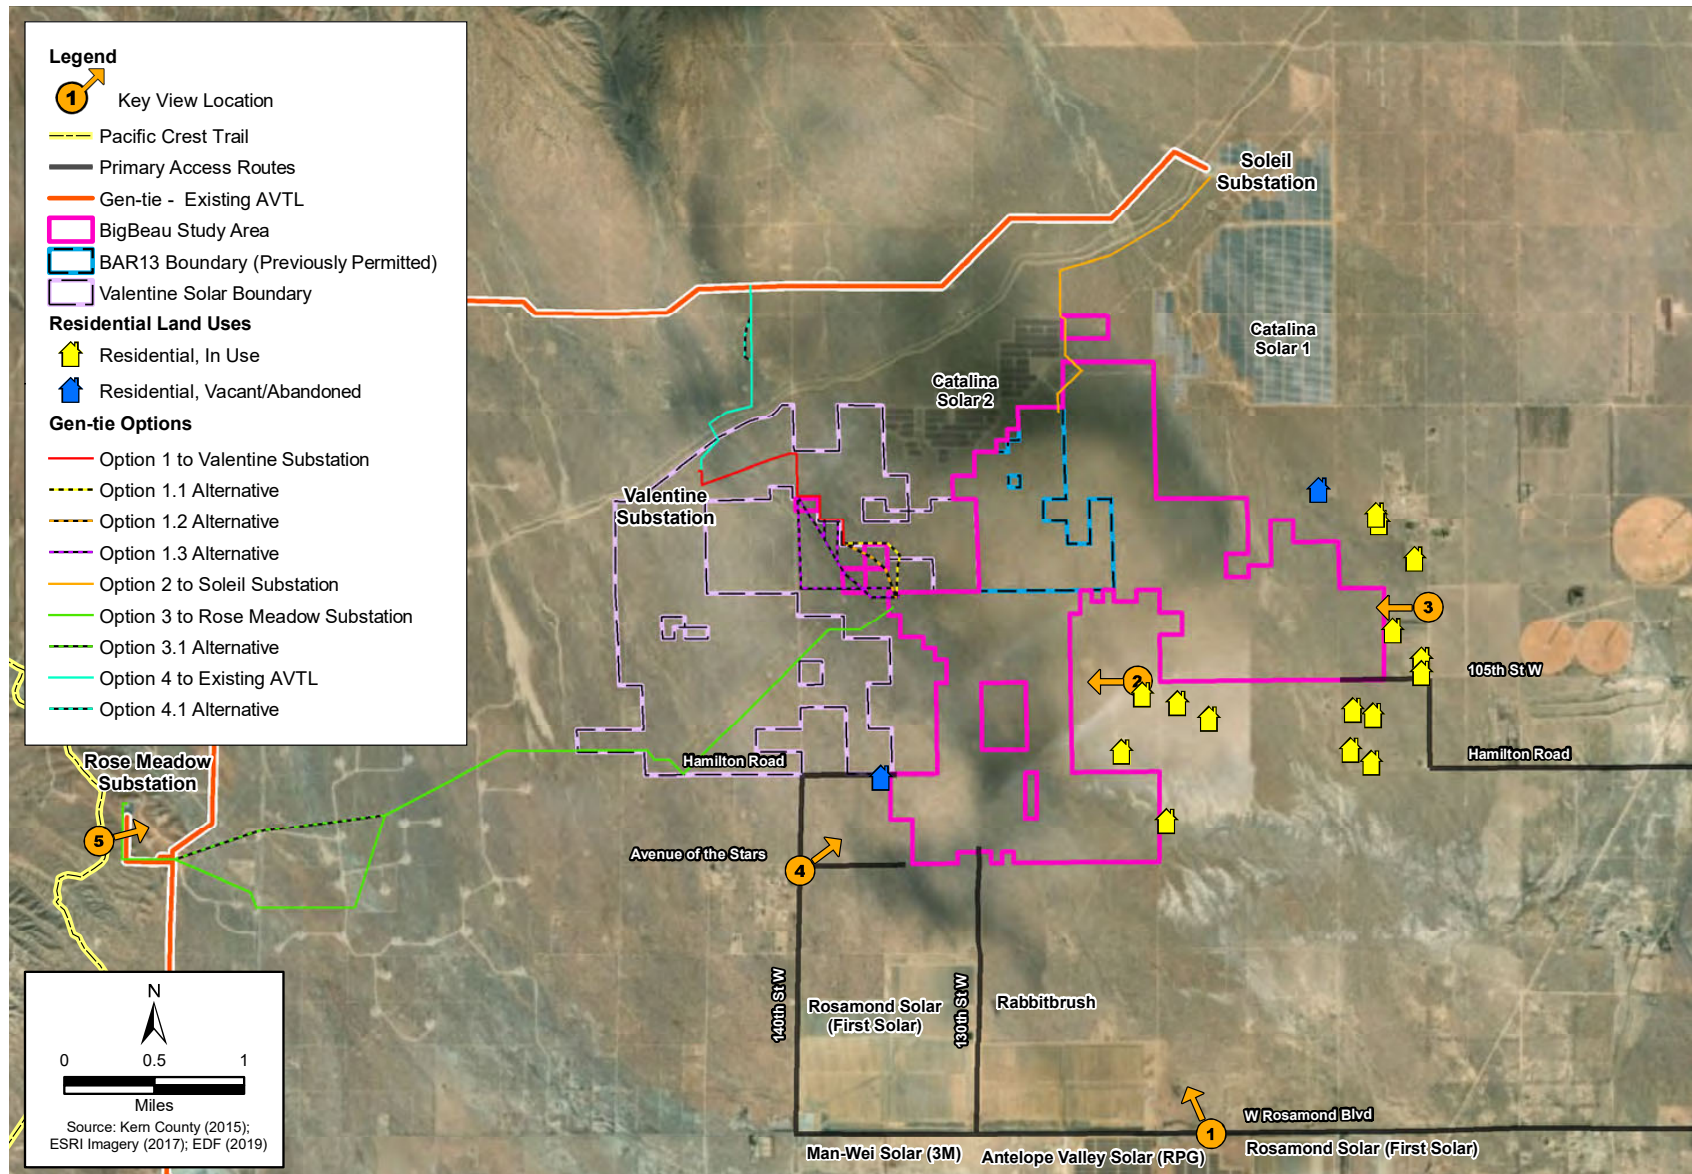 Legend
1
Key View Location
Pacific Crest Trail
Primary Access Routes
Gen-tie - Existing AVTL
BigBeau Study Area
BAR13 Boundary (Previously Permitted)
Valentine Solar Boundary
Residential Land Uses
Residential, In Use
Residential, Vacant/Abandoned
Gen-tie Options
Option 1 to Valentine Substation
Option 1.1 Alternative
Option 1.2 Alternative
Option 1.3 Alternative
Option 2 to Soleil Substation
Option 3 to Rose Meadow Substation
Option 3.1 Alternative
Option 4 to Existing AVTL
Option 4.1 Alternative
Soleil
Substation
Catalina
Solar 1
Catalina
Solar 2
Valentine
Substation
3
105th St W
2
Hamilton Road
Hamilton Road
Rose Meadow
Substation
5
Avenue of the Stars
4
140th St W
130th St W
Rosamond Solar
(First Solar)
Rabbitbrush
W Rosamond Blvd
1
Man-Wei Solar (3M)
Antelope Valley Solar (RPG)
Rosamond Solar (First Solar)
N
0 0.5 1
Miles
Source: Kern County (2015);
ESRI Imagery (2017); EDF (2019)